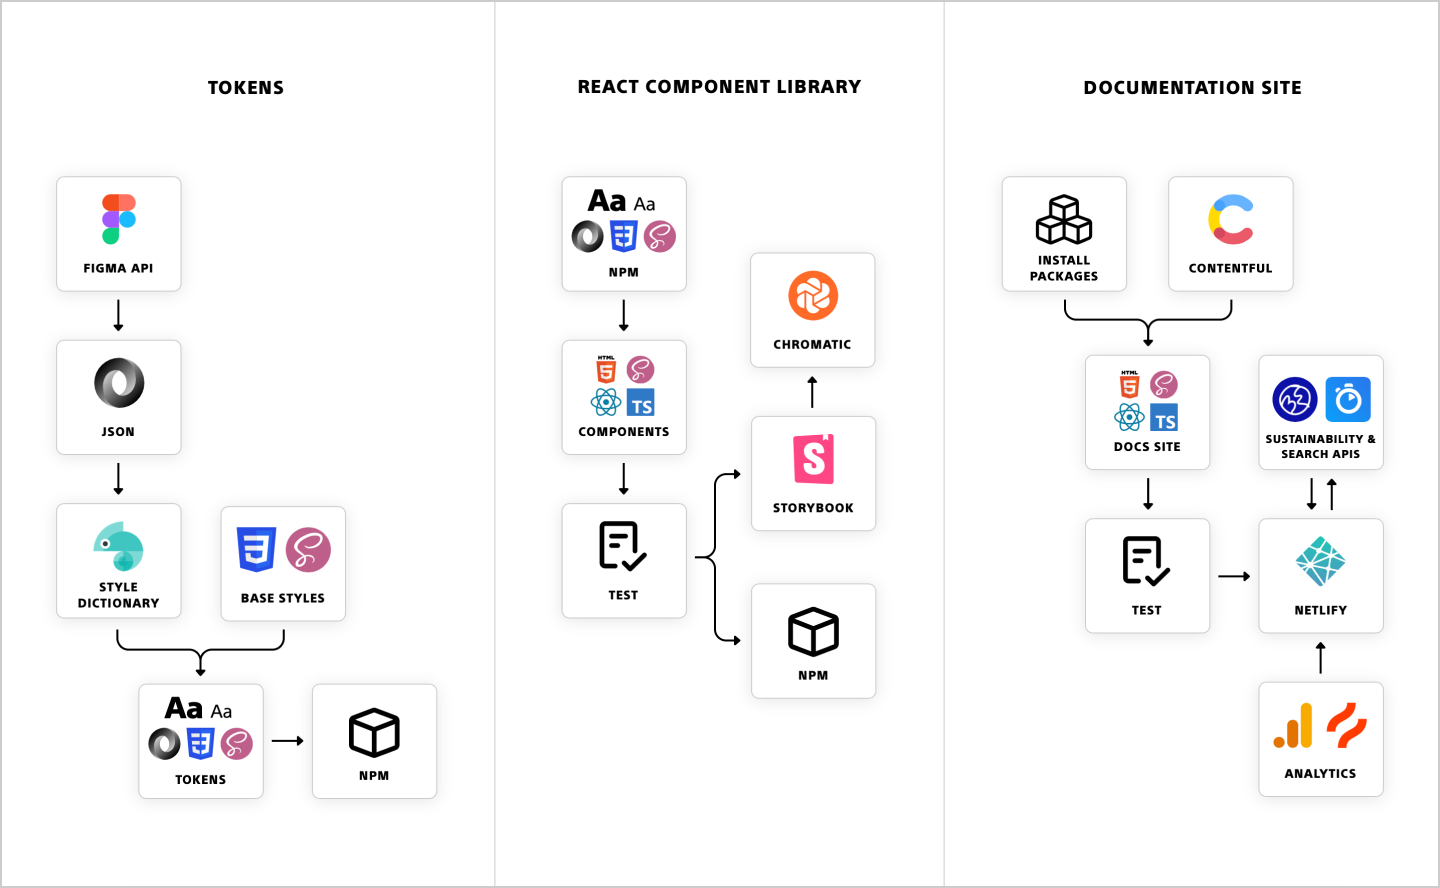 TOKENS
FIGMA API
JSON
STYLE
DICTIONARY
BASE STYLES
Aa Aa
TOKENS
NPM
REACT COMPONENT LIBRARY
Aa Aa
NPM
HTML
5
TS
COMPONENTS
TEST
CHROMATIC
S
STORYBOOK
NPM
DOCUMENTATION SITE
INSTALL
PACKAGES
CONTENTFUL
HTML
5
TS
DOCS SITE
SUSTAINABILITY &
SEARCH APIS
TEST
NETLIFY
ANALYTICS